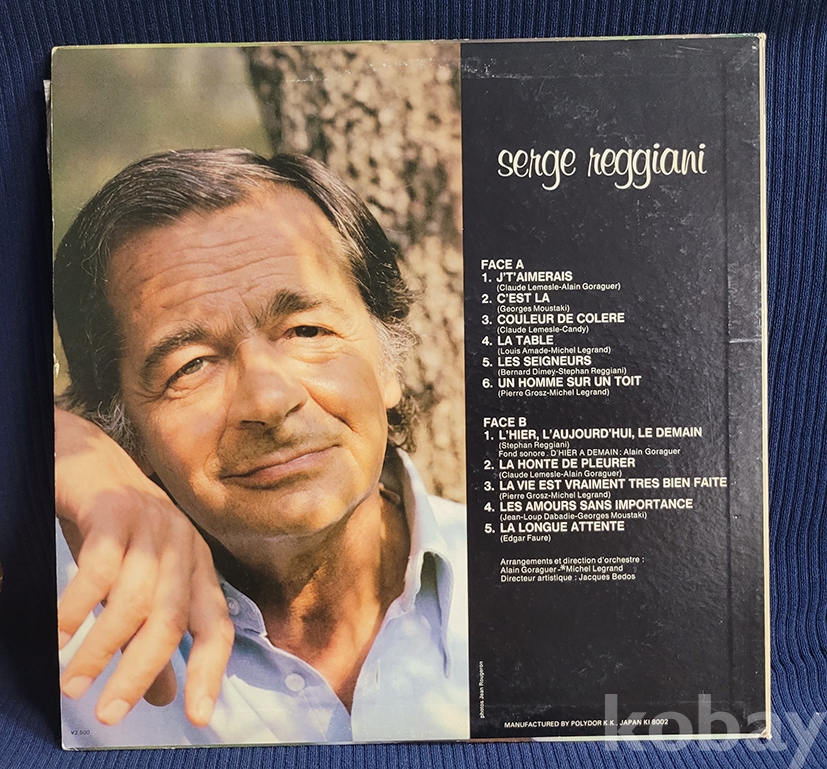 serge reggiani
FACE A
1. J'T'AIMERAIS
(Claude Lemesle-Alain Goraguer)
2. C'EST LA
(Georges Moustaki)
3. COULEUR DE COLERE
(Claude Lemesle-Candy)
4. LA TABLE
(Louis Amade-Michel Legrand)
5. LES SEIGNEURS
(Bernard Dimey-Stephan Reggiani)
6. UN HOMME SUR UN TOIT
(Pierre Grosz-Michel Legrand)
FACE B
1. L'HIER, L'AUJOURD'HUI, LE DEMAIN
(Stephan Reggiani)
Fond sonore : D'HIER A DEMAIN : Alain Goraguer
2. LA HONTE DE PLEURER
(Claude Lemesle-Alain Goraguer)
3. LA VIE EST VRAIMENT TRES BIEN FAITE
(Pierre Grosz-Michel Legrand)
4. LES AMOURS SANS IMPORTANCE
(Jean-Loup Dabadie-Georges Moustaki)
5. LA LONGUE ATTENTE
(Edgar Faure)
Arrangements et direction d'orchestre :
Alain Goraguer-*Michel Legrand
Directeur artistique : Jacques Bedos
photos Jean Rougeron
MANUFACTURED BY POLYDOR K.K., JAPAN KI 8002
¥2,500
kobay